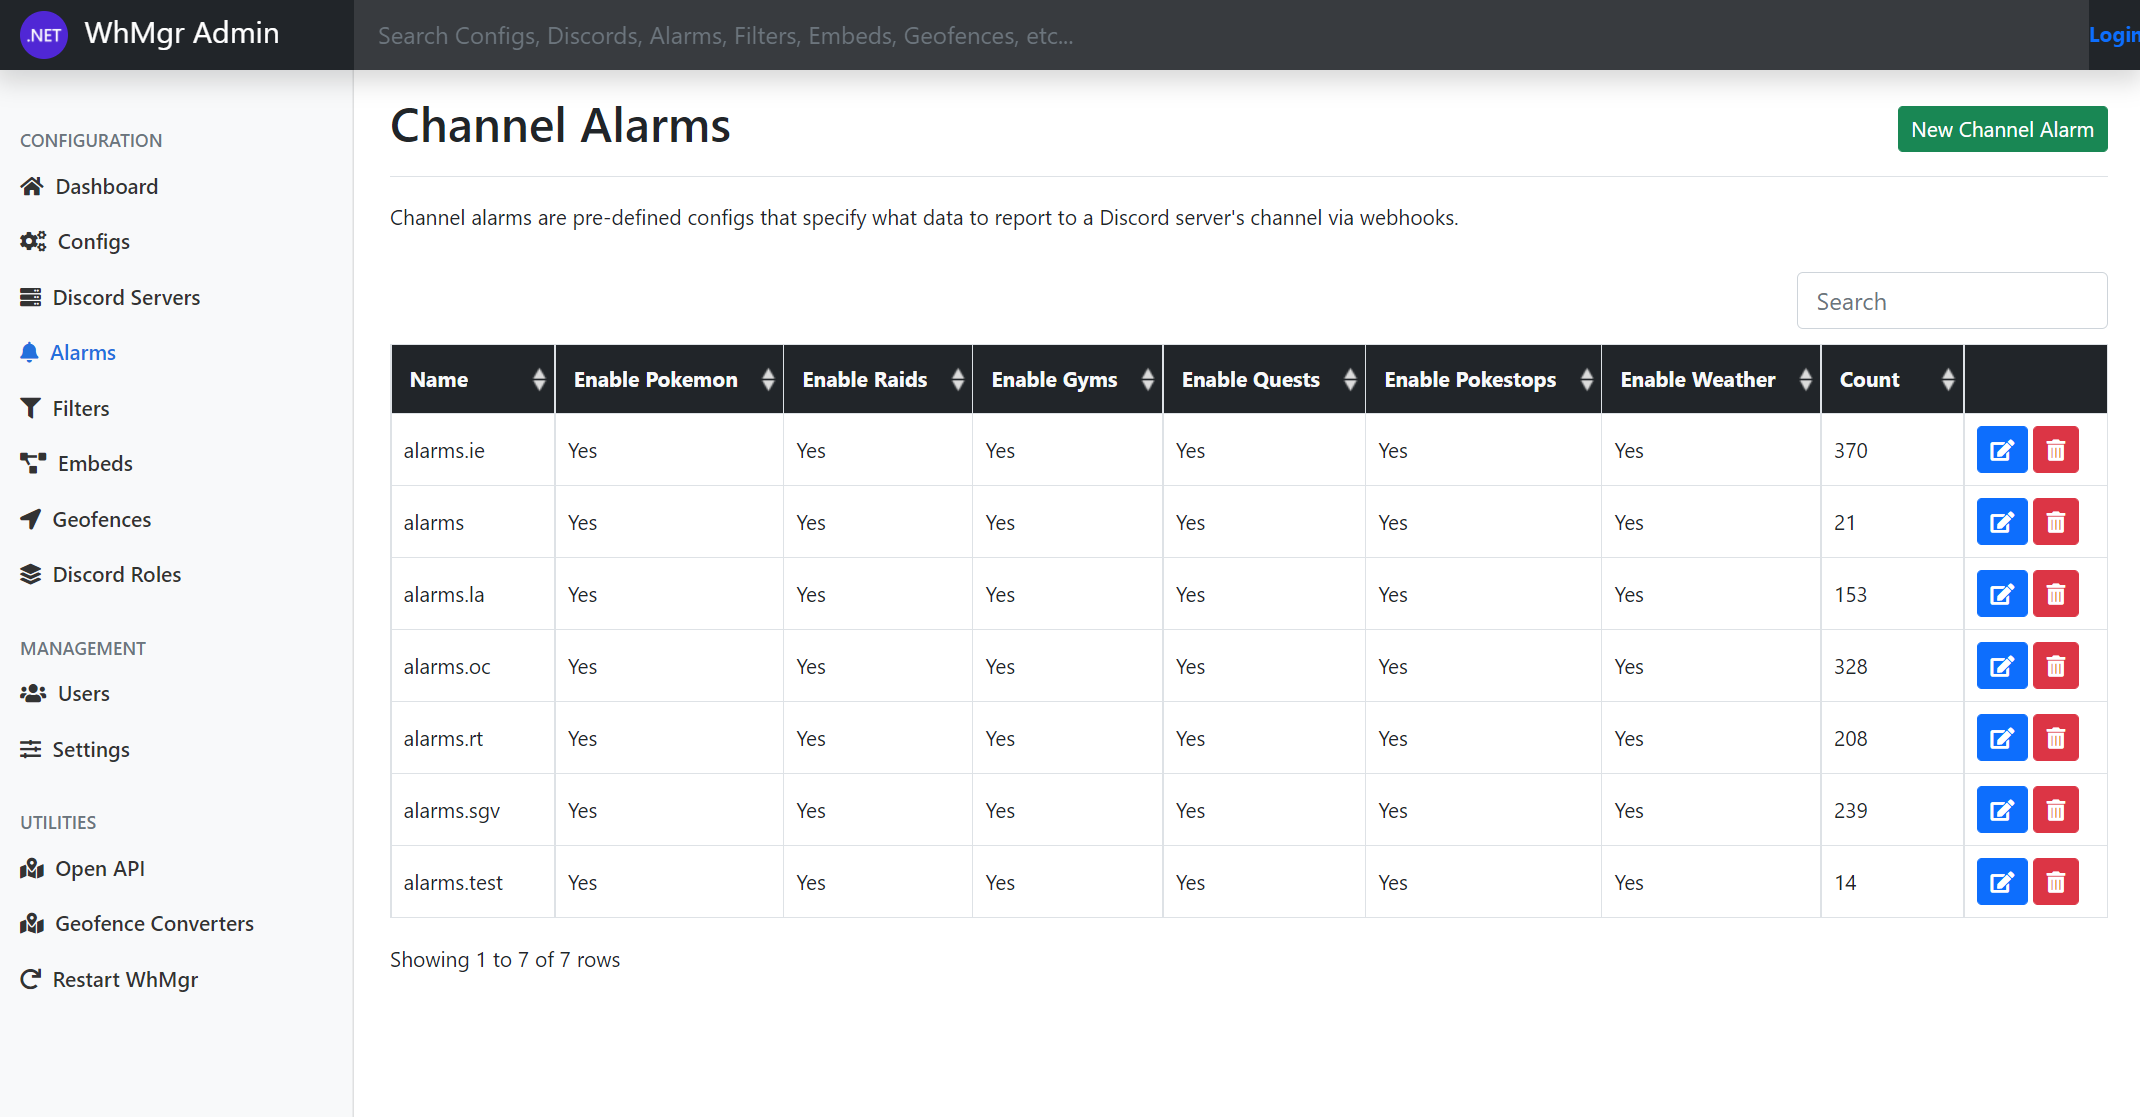 .NET WhMgr Admin
Search Configs, Discords, Alarms, Filters, Embeds, Geofences, etc...
Login
CONFIGURATION
Dashboard
Configs
Discord Servers
Alarms
Filters
Embeds
Geofences
Discord Roles
MANAGEMENT
Users
Settings
UTILITIES
Open API
Geofence Converters
Restart WhMgr
Channel Alarms
New Channel Alarm
Channel alarms are pre-defined configs that specify what data to report to a Discord server's channel via webhooks.
Search
Name Enable Pokemon Enable Raids Enable Gyms Enable Quests Enable Pokestops Enable Weather Count
alarms.ie Yes Yes Yes Yes Yes Yes 370
alarms Yes Yes Yes Yes Yes Yes 21
alarms.la Yes Yes Yes Yes Yes Yes 153
alarms.oc Yes Yes Yes Yes Yes Yes 328
alarms.rt Yes Yes Yes Yes Yes Yes 208
alarms.sgv Yes Yes Yes Yes Yes Yes 239
alarms.test Yes Yes Yes Yes Yes Yes 14
Showing 1 to 7 of 7 rows